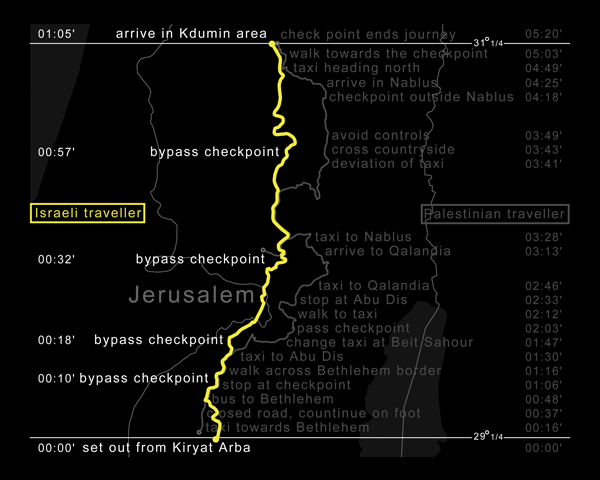 01:05' arrive in Kdumin area check point ends journey 05:20'
31° 1/4
walk towards the checkpoint 05:03'
taxi heading north 04:49'
arrive in Nablus 04:25'
checkpoint outside Nablus 04:18'
avoid controls 03:49'
00:57' bypass checkpoint cross countryside 03:43'
deviation of taxi 03:41'
Israeli traveller Palestinian traveller
taxi to Nablus 03:28'
arrive to Qalandia 03:13'
00:32' bypass checkpoint
taxi to Qalandia 02:46'
Jerusalem stop at Abu Dis 02:33'
walk to taxi 02:12'
pass checkpoint 02:03'
00:18' bypass checkpoint change taxi at Beit Sahour 01:47'
taxi to Abu Dis 01:30'
walk across Bethlehem border 01:16'
00:10' bypass checkpoint stop at checkpoint 01:06'
bus to Bethlehem 00:48'
closed road, countinue on foot 00:37'
taxi towards Bethlehem 00:16'
29° 1/4
00:00' set out from Kiryat Arba 00:00'